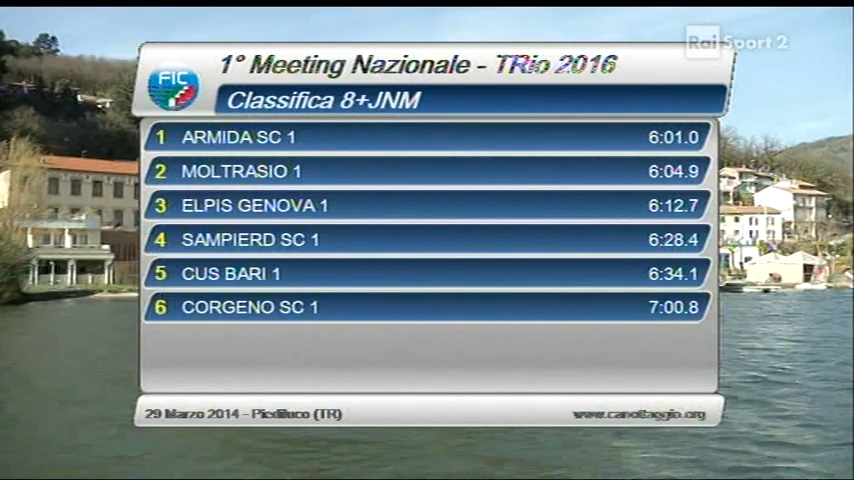 Rai Sport 2
1° Meeting Nazionale - TRio 2016
FIC
Classifica 8+JNM
1 ARMIDA SC 1 6:01.0
2 MOLTRASIO 1 6:04.9
3 ELPIS GENOVA 1 6:12.7
4 SAMPIERD SC 1 6:28.4
5 CUS BARI 1 6:34.1
6 CORGENO SC 1 7:00.8
29 Marzo 2014 - Piediluco (TR) www.canottaggio.org